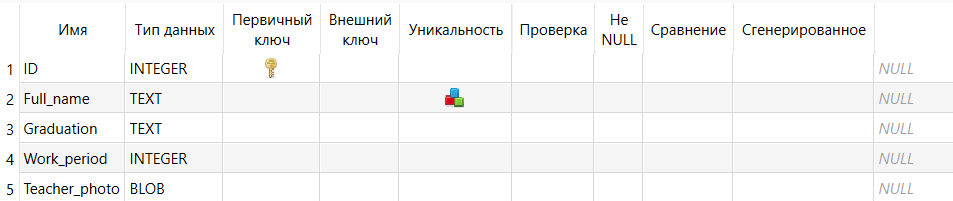 Имя Тип данных Первичный ключ Внешний ключ Уникальность Проверка Не NULL Сравнение Сгенерированное
1 ID INTEGER NULL
2 Full_name TEXT NULL
3 Graduation TEXT NULL
4 Work_period INTEGER NULL
5 Teacher_photo BLOB NULL